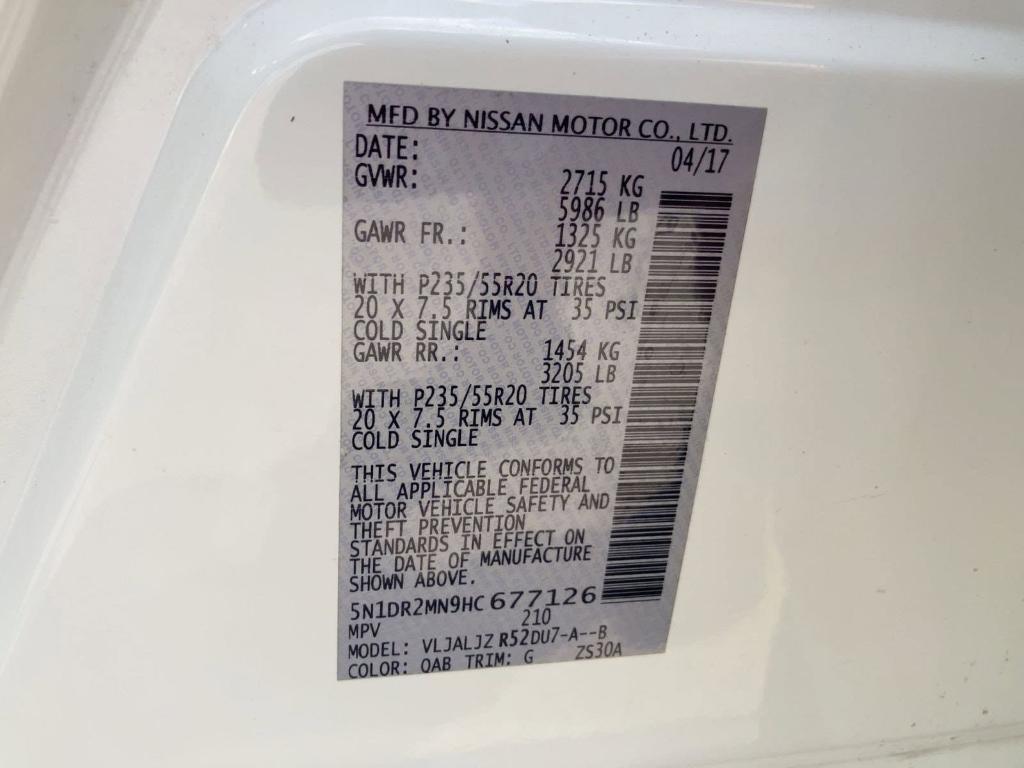 MFD BY NISSAN MOTOR CO., LTD.
DATE: 04/17
GVWR: 2715 KG
5986 LB
GAWR FR.: 1325 KG
2921 LB
WITH P235/55R20 TIRES
20 X 7.5 RIMS AT 35 PSI
COLD SINGLE
GAWR RR.: 1454 KG
3205 LB
WITH P235/55R20 TIRES
20 X 7.5 RIMS AT 35 PSI
COLD SINGLE
THIS VEHICLE CONFORMS TO
ALL APPLICABLE FEDERAL
MOTOR VEHICLE SAFETY AND
THEFT PREVENTION
STANDARDS IN EFFECT ON
THE DATE OF MANUFACTURE
SHOWN ABOVE.
5N1DR2MN9HC677126
MPV 210
MODEL: VLJALJZ R52DU7-A--B
COLOR: QAB TRIM: G ZS30A